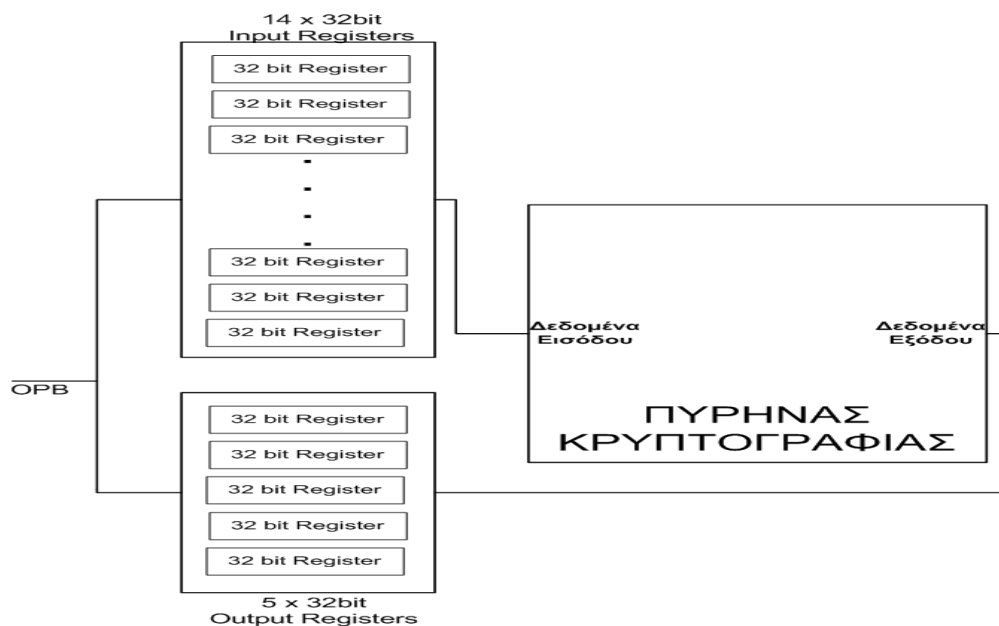 14 x 32bit
Input Registers
32 bit Register
32 bit Register
32 bit Register
32 bit Register
32 bit Register
32 bit Register
Δεδομένα
Εισόδου
Δεδομένα
Εξόδου
ΠΥΡΗΝΑΣ
ΚΡΥΠΤΟΓΡΑΦΙΑΣ
OPB
32 bit Register
32 bit Register
32 bit Register
32 bit Register
32 bit Register
5 x 32bit
Output Registers